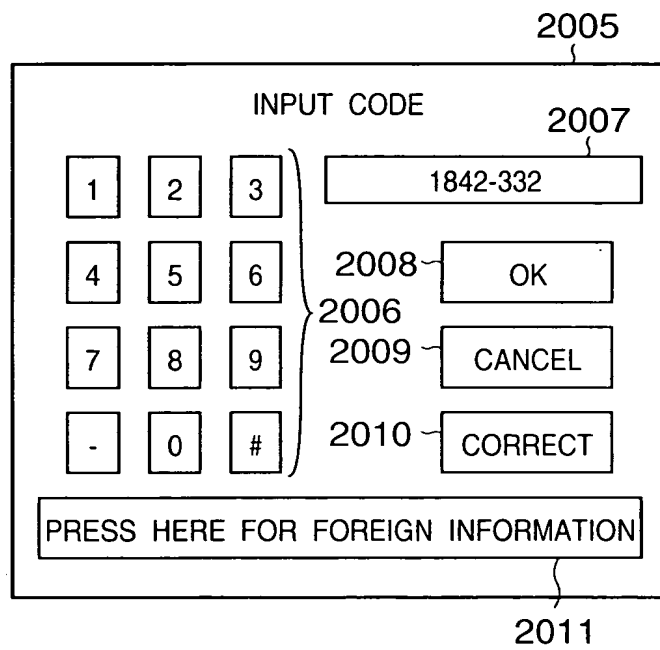 2005
INPUT CODE
2007
1 2 3
1842-332
4 5 6
2008
OK
2006
7 8 9
2009
CANCEL
- 0 #
2010
CORRECT
PRESS HERE FOR FOREIGN INFORMATION
2011